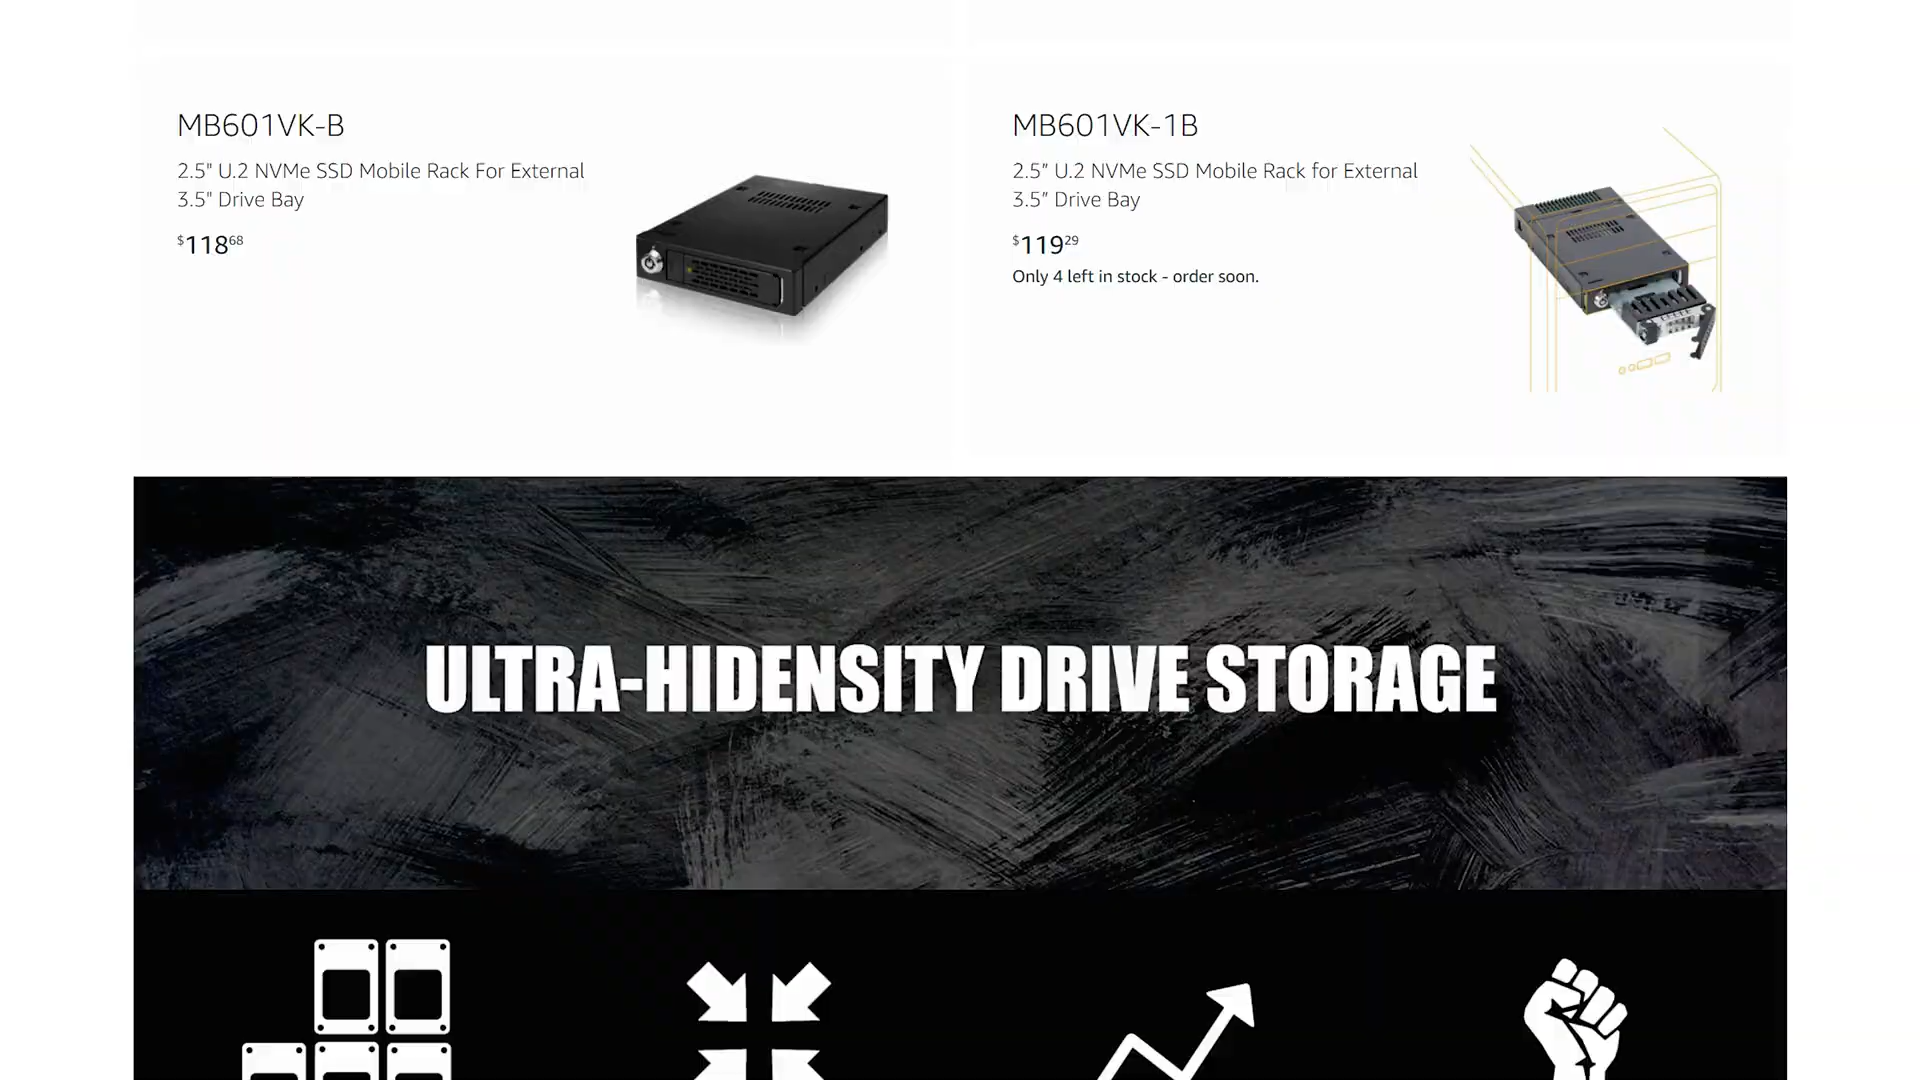 MB601VK-B
2.5" U.2 NVMe SSD Mobile Rack For External
3.5" Drive Bay
$11868
MB601VK-1B
2.5" U.2 NVMe SSD Mobile Rack for External
3.5" Drive Bay
$11929
Only 4 left in stock - order soon.
ULTRA-HIDENSITY DRIVE STORAGE